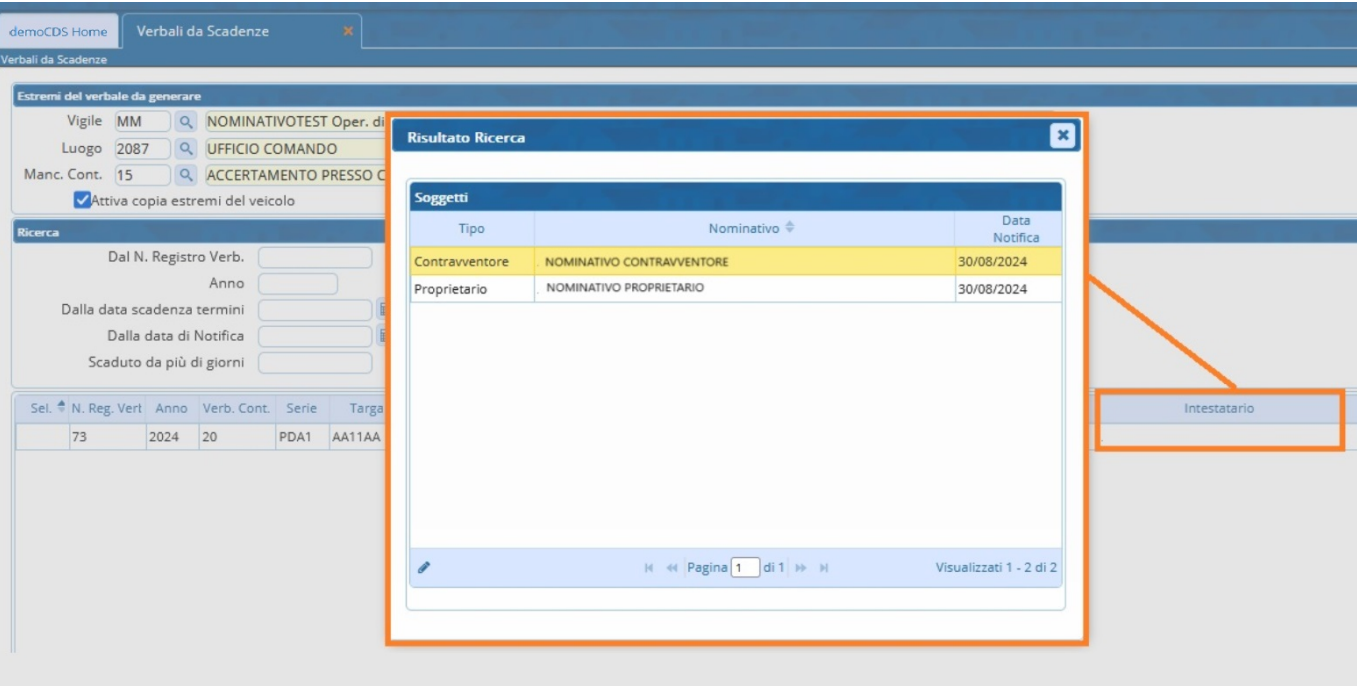 demoCDS Home Verbali da Scadenze
Verbali da Scadenze
Estremi del verbale da generare
Vigile MM NOMINATIVOTEST Oper. di
Luogo 2087 UFFICIO COMANDO
Manc. Cont. 15 ACCERTAMENTO PRESSO C
Attiva copia estremi del veicolo
Ricerca
Dal N. Registro Verb.
Anno
Dalla data scadenza termini
Dalla data di Notifica
Scaduto da più di giorni
Sel. N. Reg. Verl Anno Verb. Cont. Serie Targa Intestatario
73 2024 20 PDA1 AA11AA
Risultato Ricerca
Soggetti
Tipo Nominativo Data Notifica
Contravventore NOMINATIVO CONTRAVVENTORE 30/08/2024
Proprietario NOMINATIVO PROPRIETARIO 30/08/2024
Pagina 1 di 1 Visualizzati 1 - 2 di 2